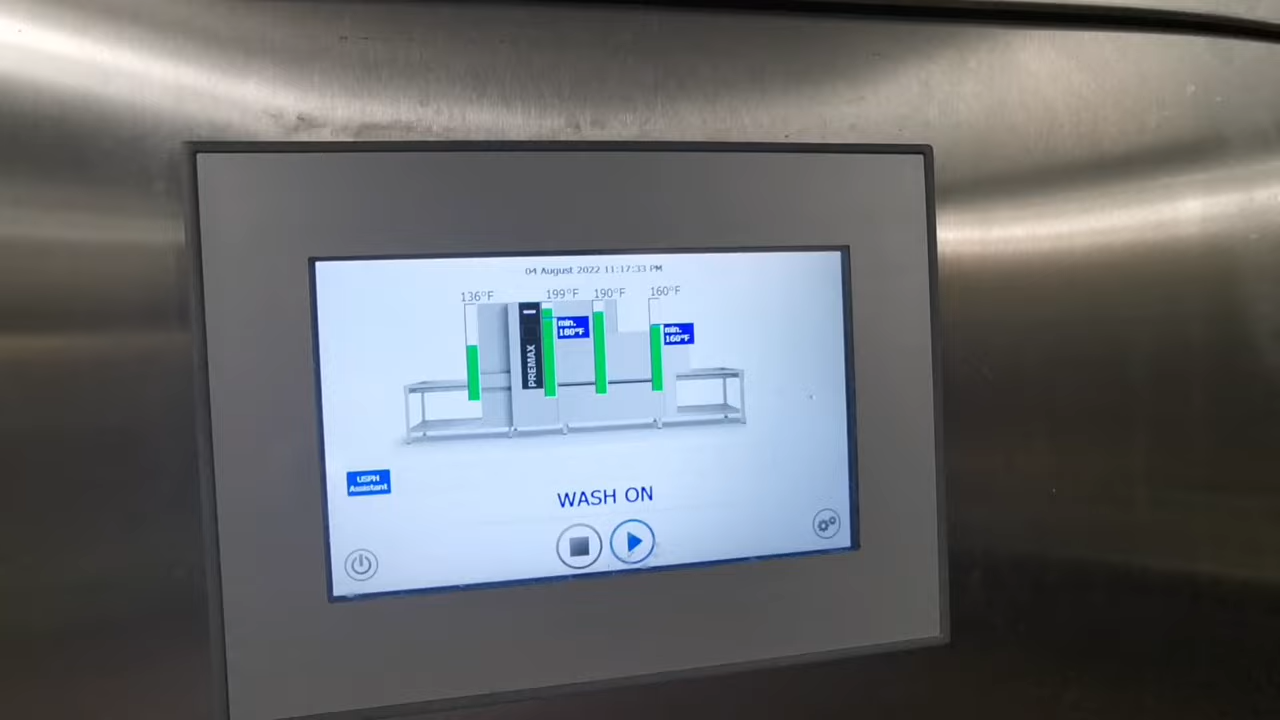 04 August 2022 11:17:33 PM
136°F 199°F 190°F 160°F
min.
180°F
min.
160°F
PREMAX
USPH
Assistant
WASH ON